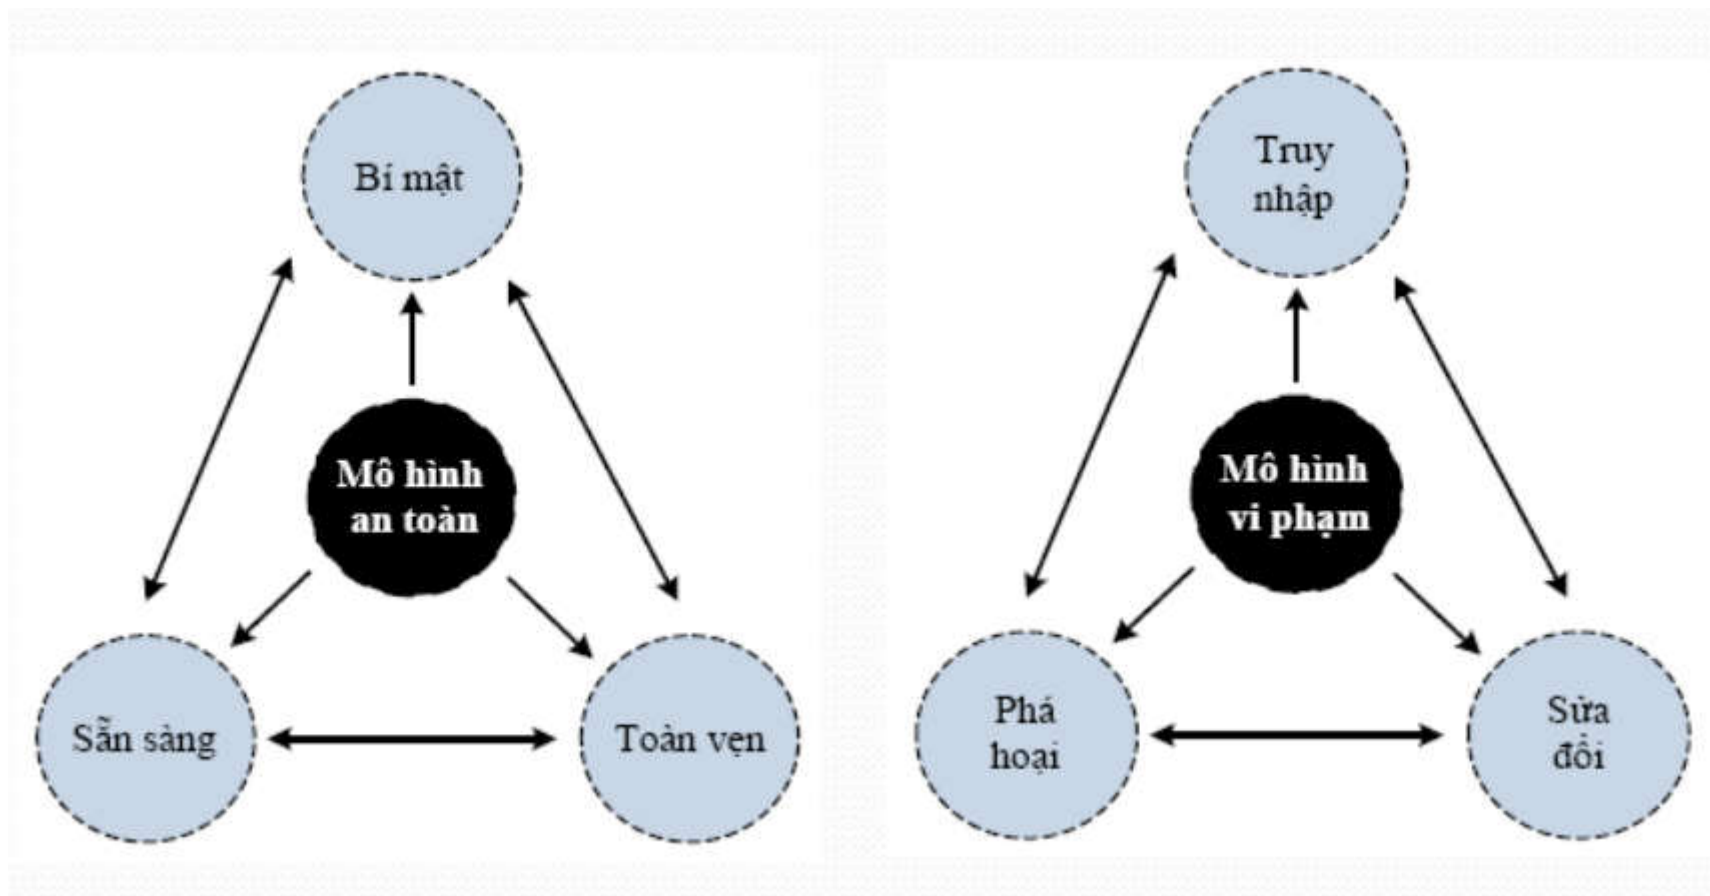 Bí mật
Mô hình
an toàn
Sẵn sàng
Toàn vẹn
Truy
nhập
Mô hình
vi phạm
Phá
hoại
Sửa
đổi